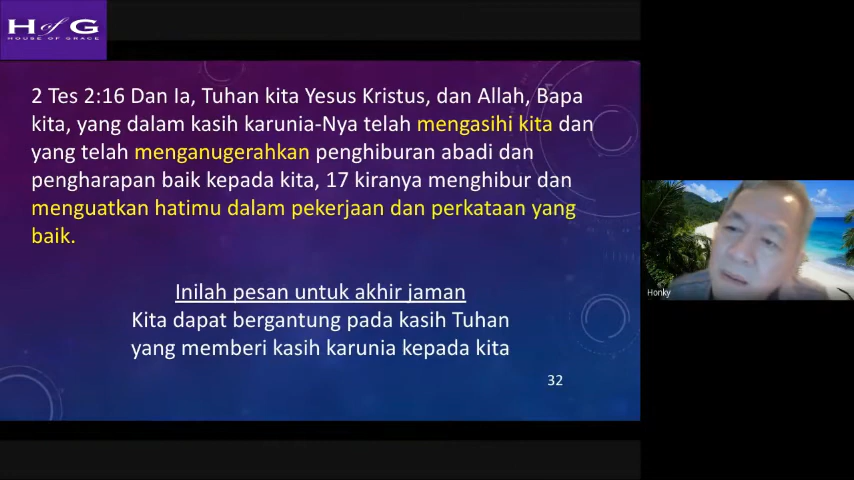 H of G
HOUSE OF GRACE
2 Tes 2:16 Dan Ia, Tuhan kita Yesus Kristus, dan Allah, Bapa
kita, yang dalam kasih karunia-Nya telah mengasihi kita dan
yang telah menganugerahkan penghiburan abadi dan
pengharapan baik kepada kita, 17 kiranya menghibur dan
menguatkan hatimu dalam pekerjaan dan perkataan yang
baik.
Inilah pesan untuk akhir jaman
Kita dapat bergantung pada kasih Tuhan
yang memberi kasih karunia kepada kita
32
Honky